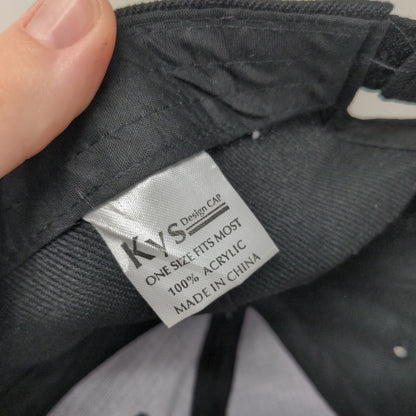 KyS Design CAP
ONE SIZE FITS MOST
100% ACRYLIC
MADE IN CHINA